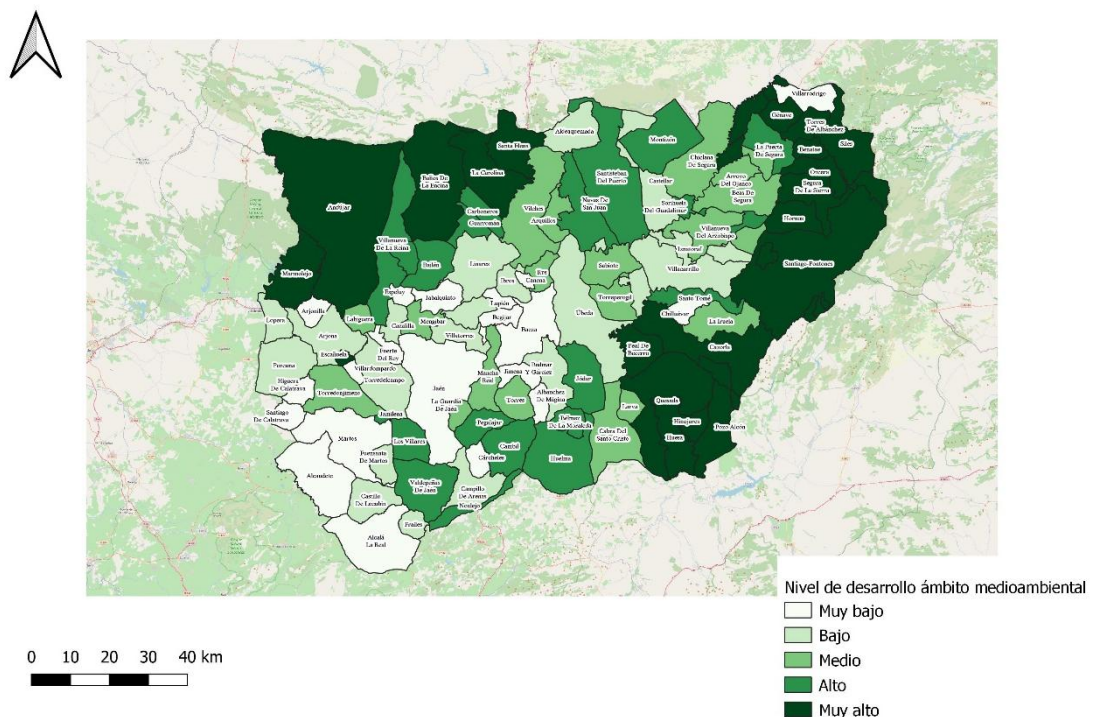 Villarrodrigo
Génave
Torres
De Albánchez
Siles
Benatae
La Puerta
De Segura
Orcera
Segura
De La Sierra
Hornos
Santiago-Pontones
Aldeaquemada
Montizón
Chiclana
De Segura
Santa Elena
La Carolina
Baños De
La Encina
Santisteban
Del Puerto
Castellar
Arroyo
Del Ojanco
Beas De
Segura
Sorihuela
Del Guadalimar
Navas De
San Juan
Andújar
Carboneros
Guarromán
Vilches
Arquillos
Villanueva
Del Arzobispo
Iznatoraf
Villacarrillo
Villanueva
De La Reina
Bailén
Linares
Sabiote
Rus
Canena
Ibros
Marmolejo
Espeluy
Jabalquinto
Lupión
Torreperogil
Santo Tomé
Chilluévar
La Iruela
Begíjar
Baeza
Úbeda
Lopera
Arjonilla
Lahiguera
Cazalilla
Mengíbar
Villatorres
Arjona
Cazorla
Peal De
Becerro
Escañuela
Fuerte
Del Rey
Porcuna
Villardompardo
Torredelcampo
Jaén
Mancha
Real
Jimena
Bedmar
Y Garcíez
Jódar
Higuera
De Calatrava
Torredonjimeno
La Guardia
De Jaén
Torres
Albanchez
De Mágina
Larva
Quesada
Santiago
De Calatrava
Jamilena
Pegalajar
Bélmez
De La Moraleda
Hinojares
Pozo Alcón
Huesa
Cabra Del
Santo Cristo
Martos
Los Villares
Cambil
Huelma
Cárcheles
Fuensanta
De Martos
Alcaudete
Valdepeñas
De Jaén
Campillo
De Arenas
Noalejo
Castillo
De Locubín
Frailes
Alcalá
La Real
Nivel de desarrollo ámbito medioambiental
Muy bajo
Bajo
Medio
Alto
Muy alto
0 10 20 30 40 km